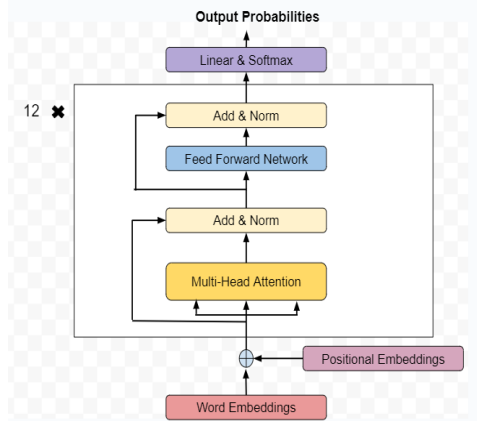 Output Probabilities
Linear & Softmax
12 ✖
Add & Norm
Feed Forward Network
Add & Norm
Multi-Head Attention
Positional Embeddings
Word Embeddings